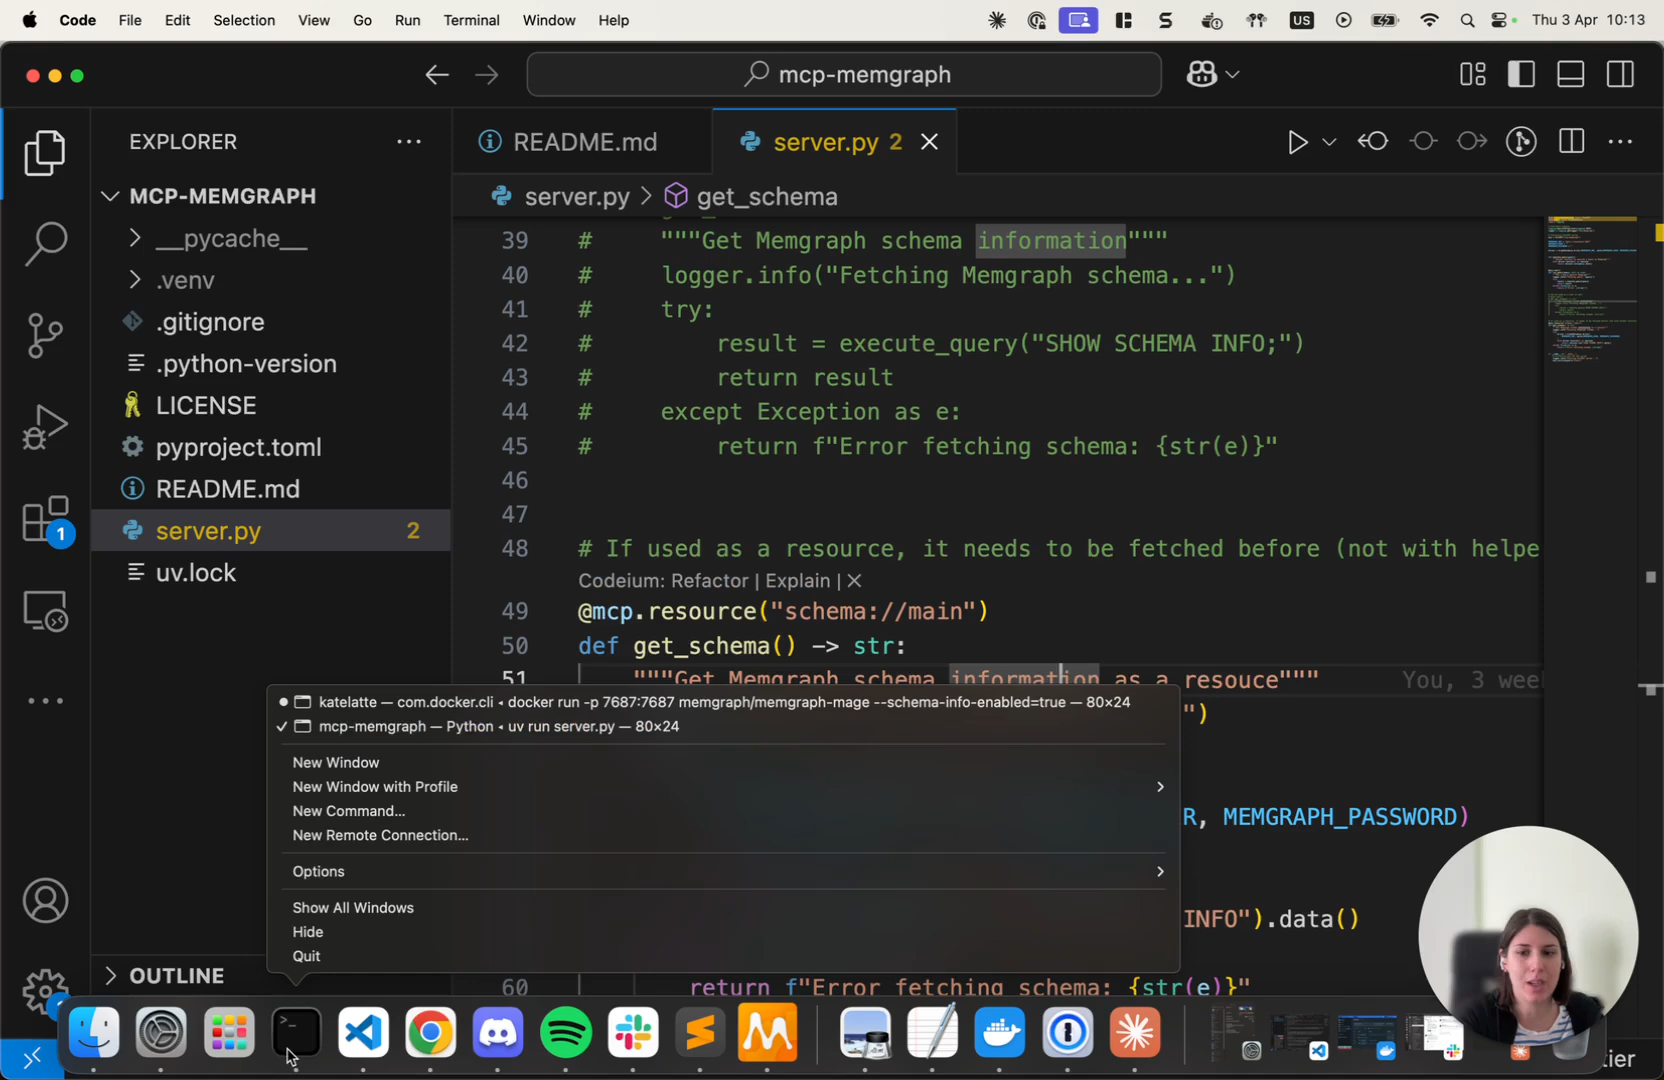 Code File Edit Selection View Go Run Terminal Window Help US Thu 3 Apr 10:13
mcp-memgraph
EXPLORER
README.md
server.py 2
MCP-MEMGRAPH
server.py > get_schema
__pycache__
.venv
.gitignore
.python-version
LICENSE
pyproject.toml
README.md
server.py 2
uv.lock
1
39 # """Get Memgraph schema information"""
40 # logger.info("Fetching Memgraph schema...")
41 # try:
42 # result = execute_query("SHOW SCHEMA INFO;")
43 # return result
44 # except Exception as e:
45 # return f"Error fetching schema: {str(e)}"
46
47
48 # If used as a resource, it needs to be fetched before (not with helpe
Codeium: Refactor | Explain | ×
49 @mcp.resource("schema://main")
50 def get_schema() -> str:
51 """Get Memgraph schema information as a resouce""" You, 3 wee
")
R, MEMGRAPH_PASSWORD)
INFO").data()
60 return f"Error fetching schema: {str(e)}"
katelatte — com.docker.cli ◂ docker run -p 7687:7687 memgraph/memgraph-mage --schema-info-enabled=true — 80×24
mcp-memgraph — Python ◂ uv run server.py — 80×24
New Window
New Window with Profile
New Command...
New Remote Connection...
Options
Show All Windows
Hide
Quit
OUTLINE
tier